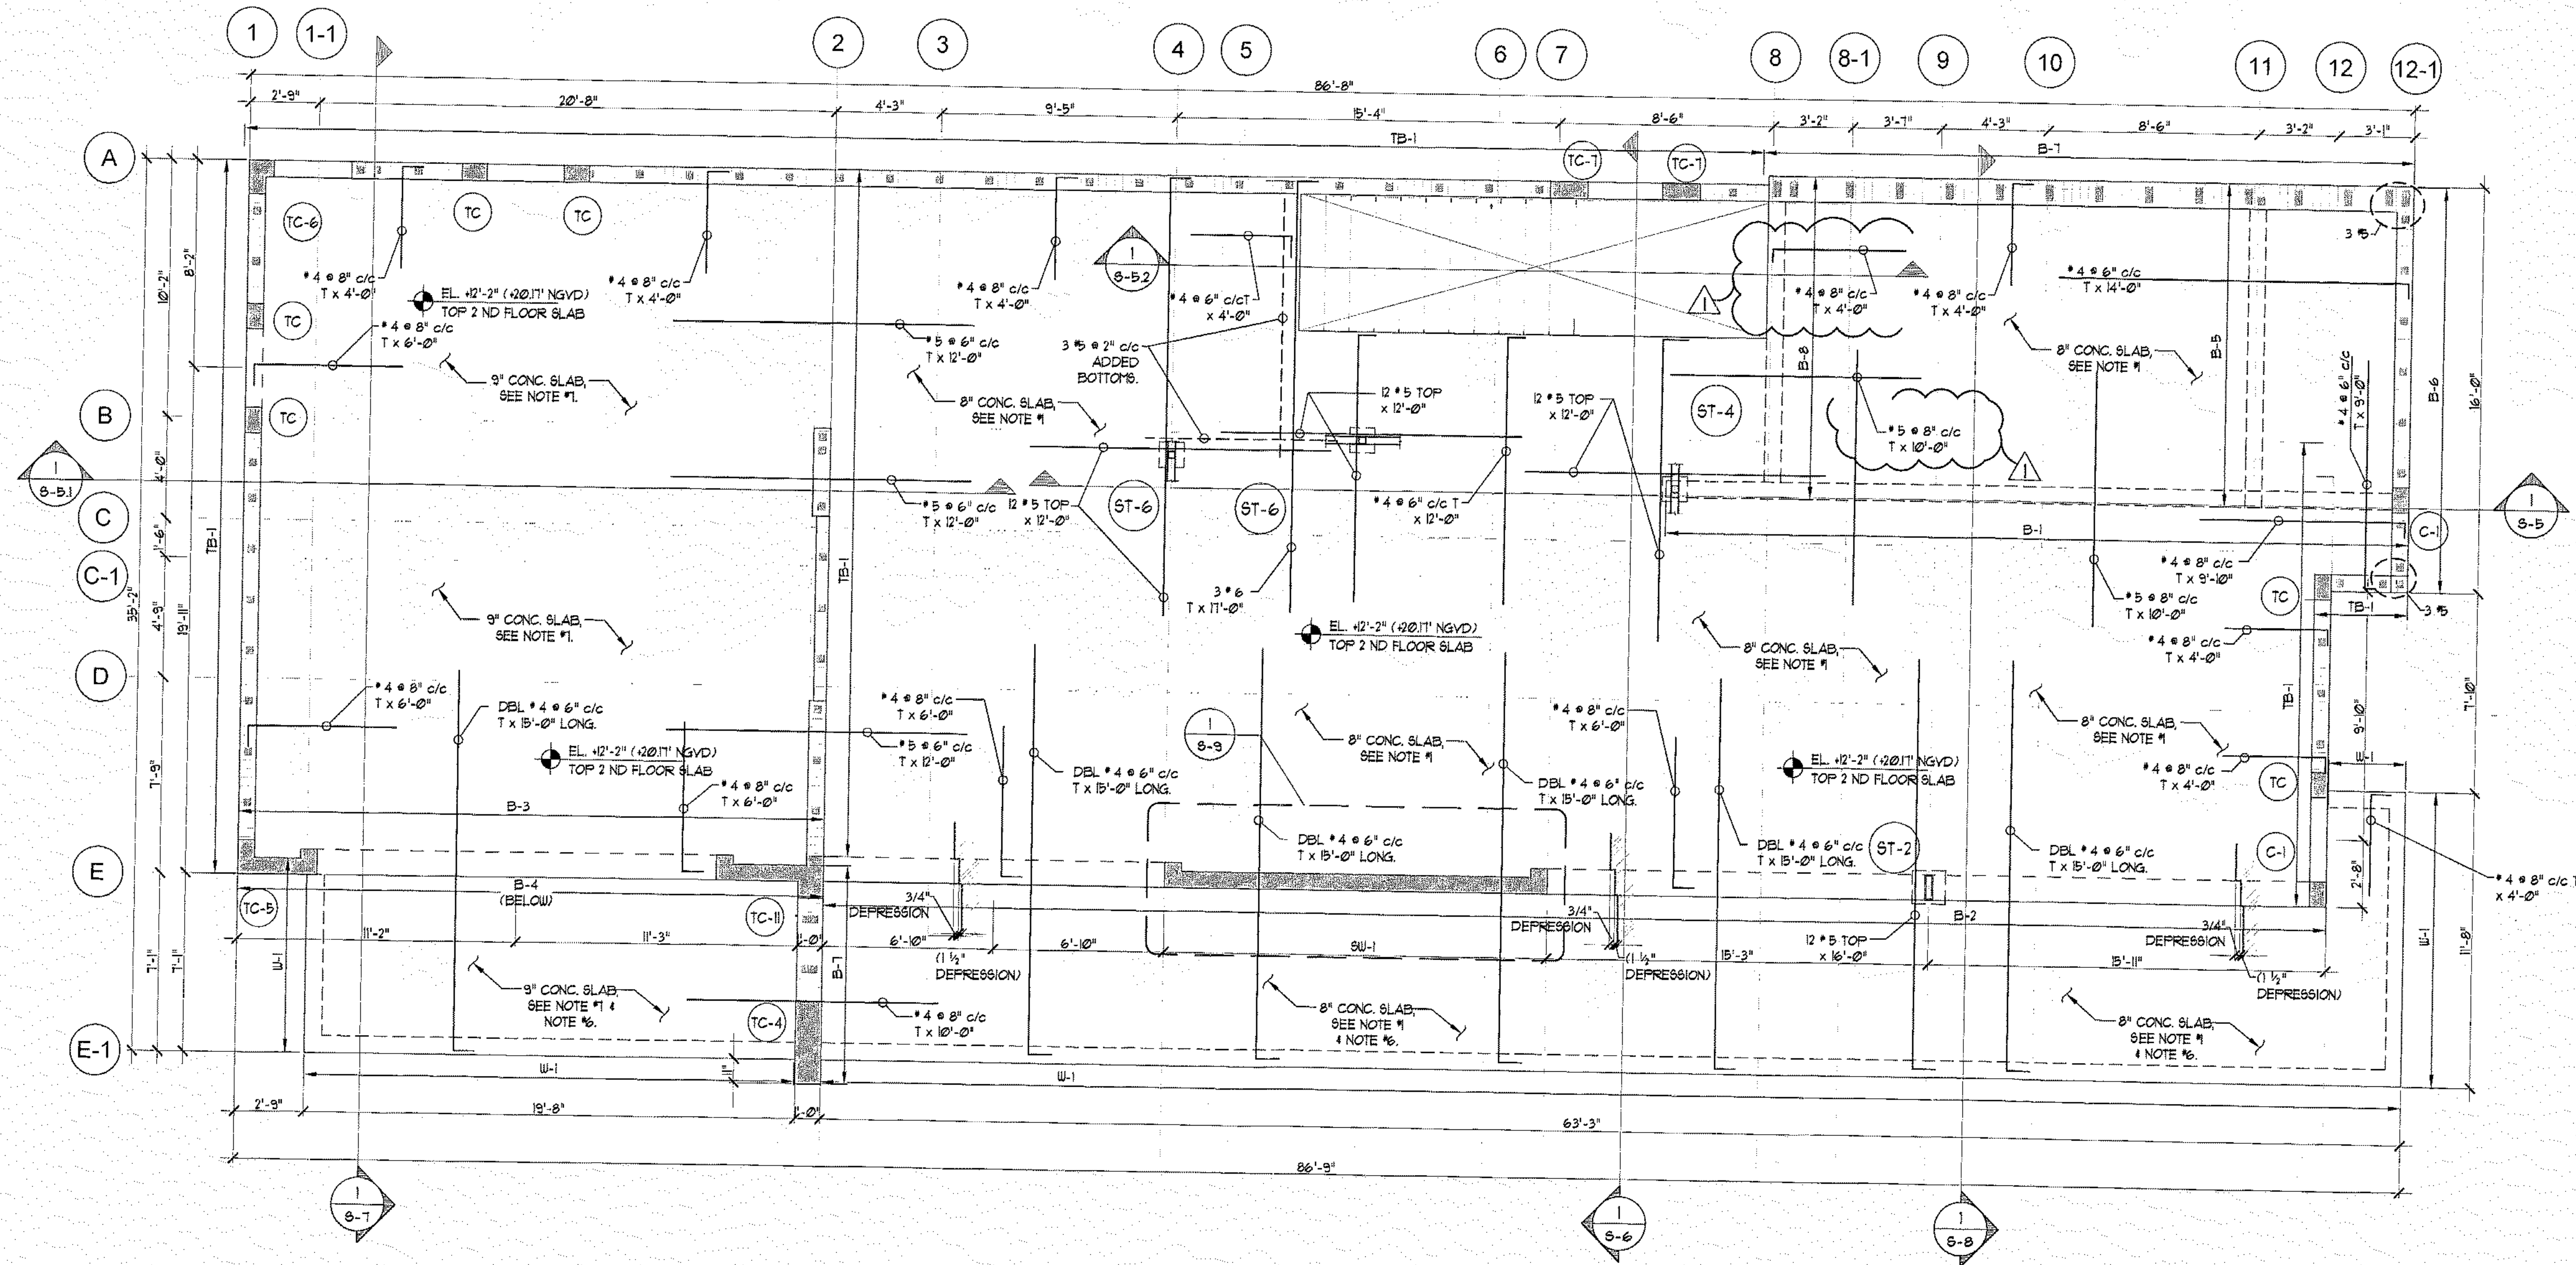 1
1-1
2
3
4
5
6
7
8
8-1
9
10
11
12
12-1
86'-8"
2'-9"
20'-8"
4'-3"
9'-5"
15'-4"
8'-6"
3'-2"
3'-7"
4'-3"
8'-6"
3'-2"
3'-1"
TB-1
B-7
A
TC-7
TC-7
TC-6
TC
TC
3 #5
10'-2"
8'-2"
#4 @ 8" c/c
T x 4'-0"
#4 @ 8" c/c
T x 4'-0"
#4 @ 8" c/c
T x 4'-0"
1
S-5.2
#4 @ 6" c/cT
x 4'-0"
#4 @ 8" c/c
T x 4'-0"
#4 @ 8" c/c
T x 4'-0"
#4 @ 6" c/c
T x 14'-0"
EL. +12'-2" (+20.17' NGVD)
TOP 2 ND FLOOR SLAB
TC
#4 @ 8" c/c
T x 6'-0"
#5 @ 6" c/c
T x 12'-0"
3 #5 @ 2" c/c
ADDED
BOTTOMS.
9" CONC. SLAB,
SEE NOTE #7.
8" CONC. SLAB,
SEE NOTE #1
8" CONC. SLAB,
SEE NOTE #1
B-8
B-5
B-6
16'-0"
#4 @ 6" c/c
T x 9'-0"
12 #5 TOP
x 12'-0"
12 #5 TOP
x 12'-0"
ST-4
#5 @ 8" c/c
T x 10'-0"
1
1
B
TC
1
S-5.1
4'-0"
#5 @ 6" c/c
T x 12'-0"
12 #5 TOP
x 12'-0"
ST-6
ST-6
#4 @ 6" c/c T
x 12'-0"
1
S-5
C
1'-6"
TB-1
TB-1
B-1
C-1
#4 @ 8" c/c
T x 9'-10"
C-1
3 #6
T x 17'-0"
#5 @ 8" c/c
T x 10'-0"
TC
TB-1
3 #5
35'-2"
4'-9"
19'-11"
9" CONC. SLAB,
SEE NOTE #7.
EL. +12'-2" (+20.17' NGVD)
TOP 2 ND FLOOR SLAB
8" CONC. SLAB,
SEE NOTE #1
#4 @ 8" c/c
T x 4'-0"
D
#4 @ 8" c/c
T x 6'-0"
DBL #4 @ 6" c/c
T x 15'-0" LONG.
#4 @ 8" c/c
T x 6'-0"
#4 @ 8" c/c
T x 6'-0"
TB-1
9'-10"
7'-10"
1
S-9
8" CONC. SLAB,
SEE NOTE #1
8" CONC. SLAB,
SEE NOTE #1
EL. +12'-2" (+20.17' NGVD)
TOP 2 ND FLOOR SLAB
#5 @ 6" c/c
T x 12'-0"
EL. +12'-2" (+20.17' NGVD)
TOP 2 ND FLOOR SLAB
7'-9"
#4 @ 8" c/c
T x 6'-0"
DBL #4 @ 6" c/c
T x 15'-0" LONG.
DBL #4 @ 6" c/c
T x 15'-0" LONG.
#4 @ 8" c/c
T x 4'-0"
TC
W-1
B-3
DBL #4 @ 6" c/c
T x 15'-0" LONG.
DBL #4 @ 6" c/c
T x 15'-0" LONG.
ST-2
DBL #4 @ 6" c/c
T x 15'-0" LONG.
C-1
2'-8"
#4 @ 8" c/c T
x 4'-0"
E
TC-5
B-4
(BELOW)
TC-11
3/4"
DEPRESSION
3/4"
DEPRESSION
B-2
3/4"
DEPRESSION
11'-2"
11'-3"
1'-0"
6'-10"
6'-10"
SW-1
12 #5 TOP
x 16'-0"
15'-3"
15'-11"
(1 1/2"
DEPRESSION)
(1 1/2"
DEPRESSION)
(1 1/2"
DEPRESSION)
7'-1"
7'-1"
W-1
B-7
W-1
11'-8"
9" CONC. SLAB,
SEE NOTE #7 &
NOTE #6.
#4 @ 8" c/c
T x 10'-0"
8" CONC. SLAB,
SEE NOTE #1
& NOTE #6.
8" CONC. SLAB,
SEE NOTE #1
& NOTE #6.
TC-4
E-1
W-1
11"
W-1
2'-9"
19'-8"
1'-0"
63'-3"
86'-9"
1
S-7
1
S-6
1
S-8